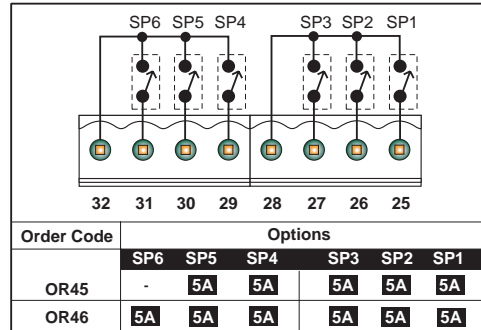 SP6 SP5 SP4 SP3 SP2 SP1
32 31 30 29 28 27 26 25
Order Code Options
SP6 SP5 SP4 SP3 SP2 SP1
OR45 - 5A 5A 5A 5A 5A
OR46 5A 5A 5A 5A 5A 5A